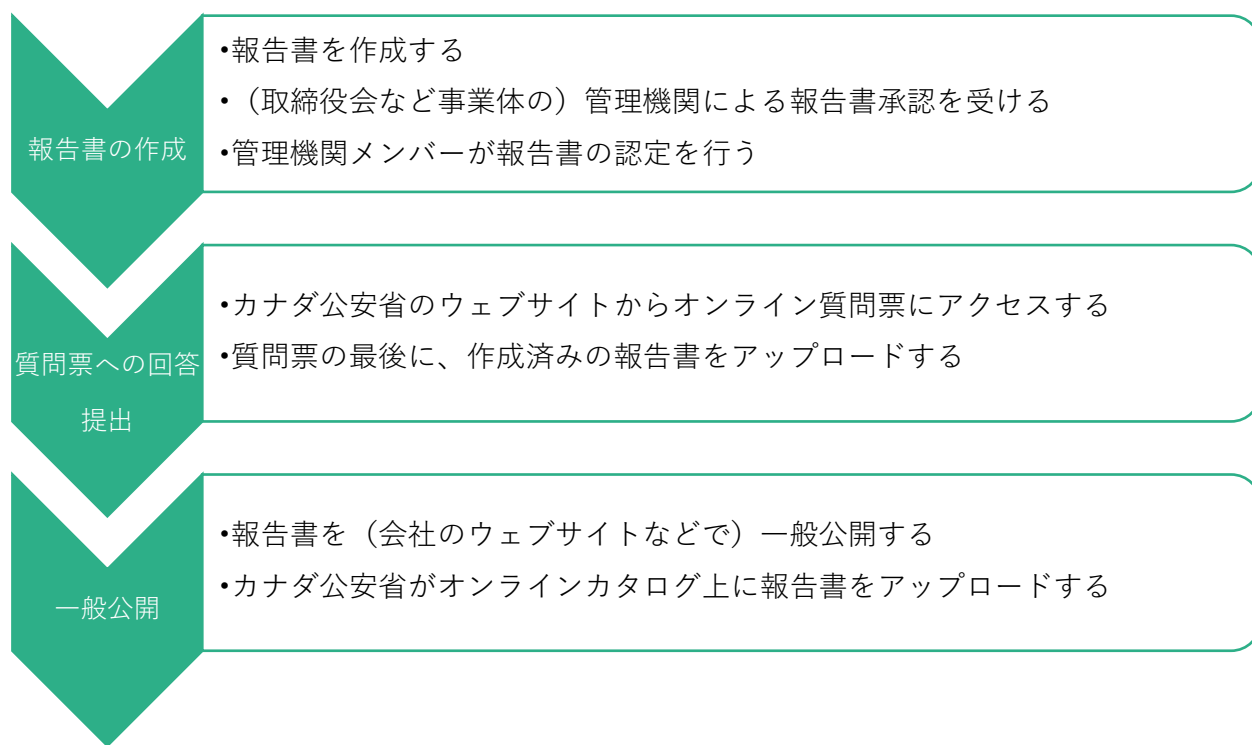 報告書の作成
•報告書を作成する
•（取締役会など事業体の）管理機関による報告書承認を受ける
•管理機関メンバーが報告書の認定を行う
質問票への回答
提出
•カナダ公安省のウェブサイトからオンライン質問票にアクセスする
•質問票の最後に、作成済みの報告書をアップロードする
一般公開
•報告書を（会社のウェブサイトなどで）一般公開する
•カナダ公安省がオンラインカタログ上に報告書をアップロードする